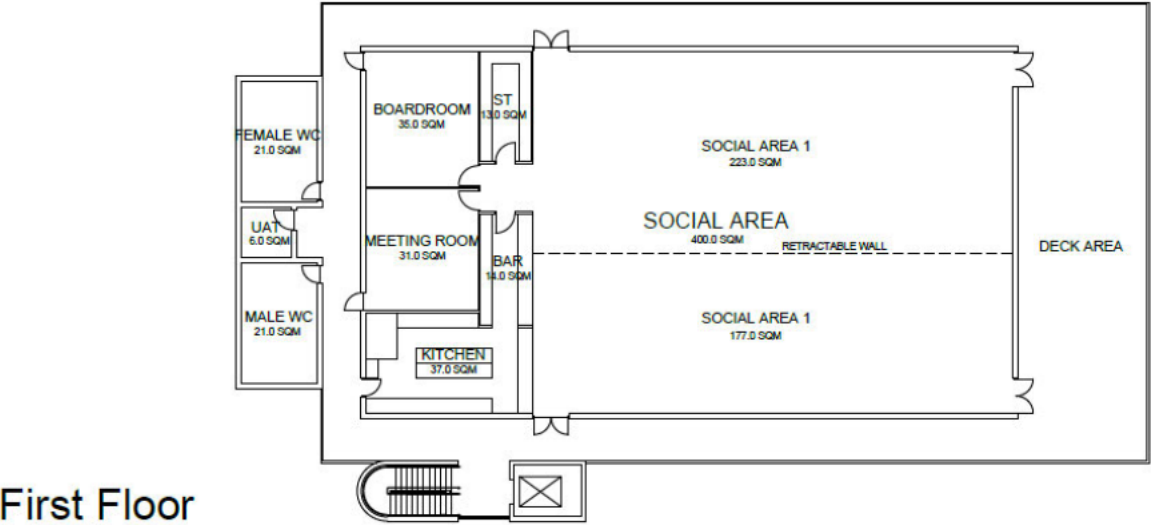 BOARDROOM
35.0 SQM
ST
13.0 SQM
FEMALE WC
21.0 SQM
SOCIAL AREA 1
223.0 SQM
UAT
6.0 SQM
MEETING ROOM
31.0 SQM
SOCIAL AREA
400.0 SQM
RETRACTABLE WALL
DECK AREA
BAR
14.0 SQM
MALE WC
21.0 SQM
SOCIAL AREA 1
177.0 SQM
KITCHEN
37.0 SQM
First Floor